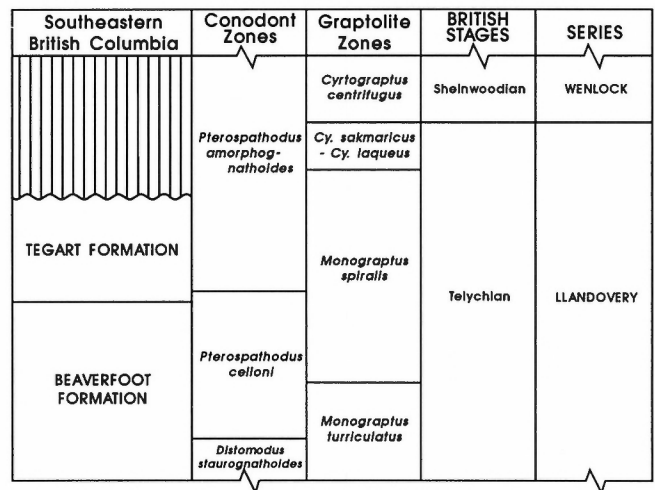 Southeastern
British Columbia
Conodont
Zones
Graptolite
Zones
BRITISH
STAGES
SERIES
TEGART FORMATION
BEAVERFOOT
FORMATION
Pterospathodus
amorphog-
nathoides
Pterospathodus
celloni
Distomodus
staurognathoides
Cyrtograptus
centrifugus
Cy. sakmaricus
- Cy. laqueus
Monograptus
spiralis
Monograptus
turriculatus
Sheinwoodian
Telychian
WENLOCK
LLANDOVERY